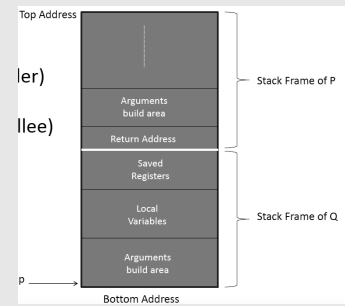 Top Address
ler)
Arguments
build area
Stack Frame of P
llee)
Return Address
Saved
Registers
Local
Variables
Stack Frame of Q
Arguments
build area
p
Bottom Address